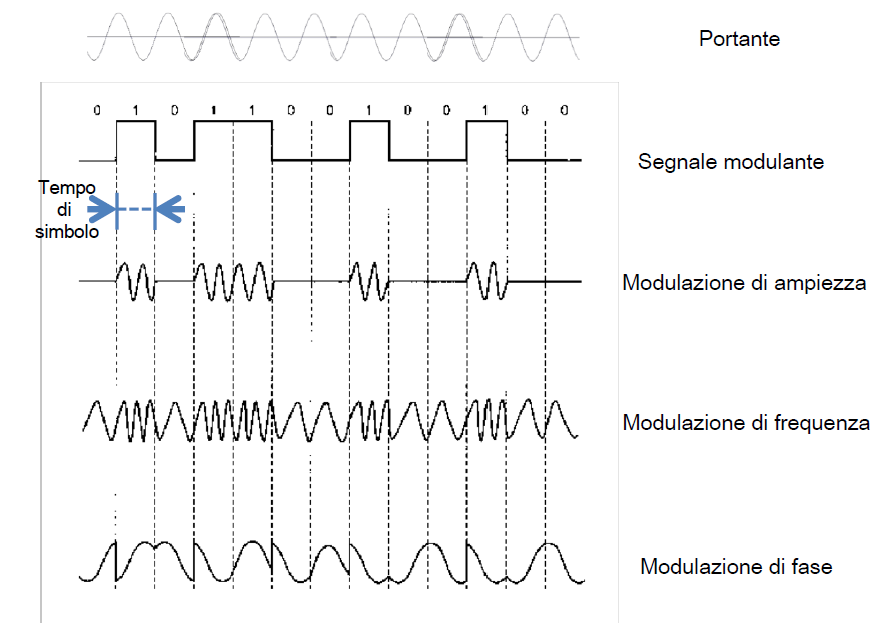 Portante
0 1 0 1 1 0 0 1 0 0 1 0 0
Segnale modulante
Tempo
di
simbolo
Modulazione di ampiezza
Modulazione di frequenza
Modulazione di fase